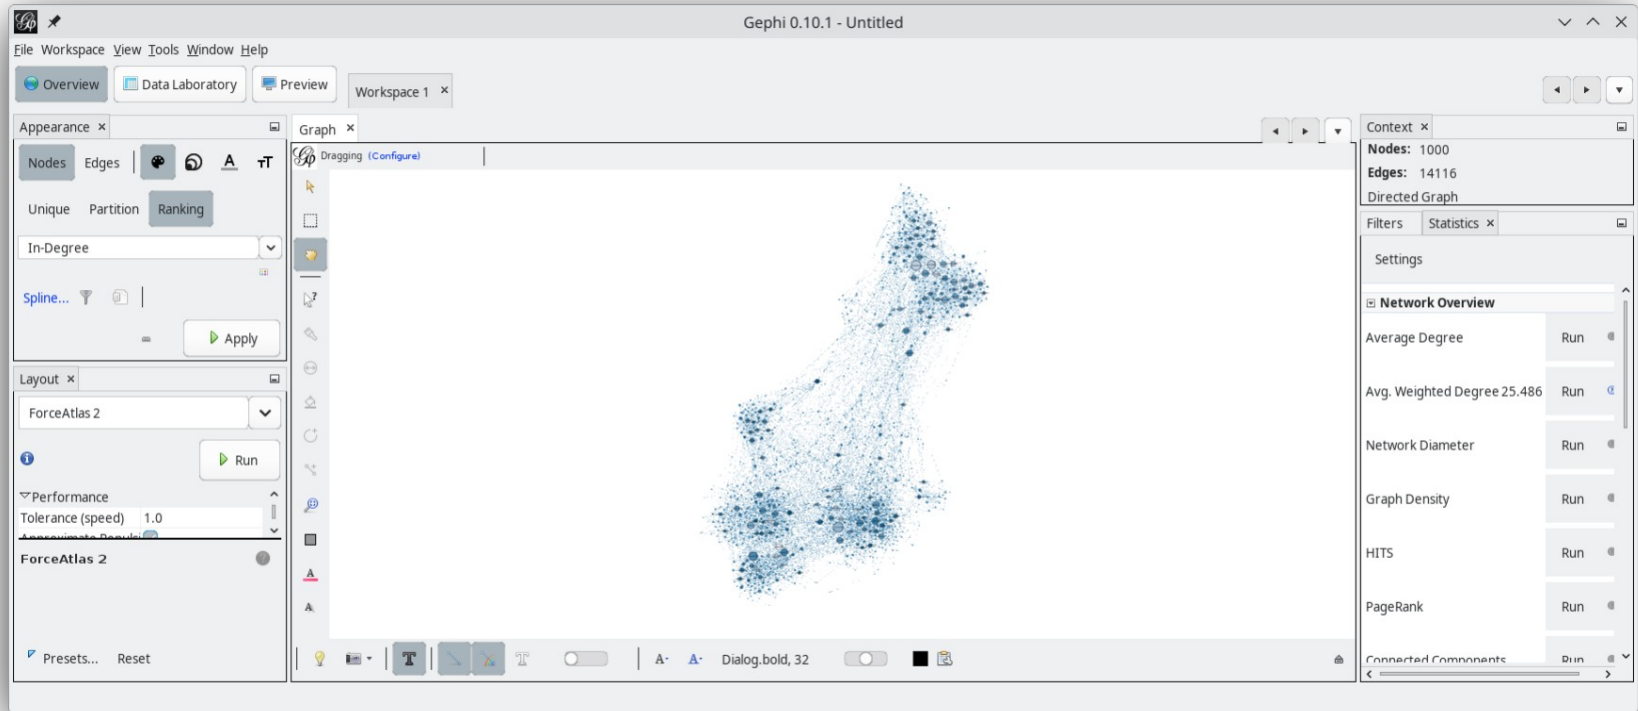 Gephi 0.10.1 - Untitled
File Workspace View Tools Window Help
Overview Data Laboratory Preview Workspace 1
Appearance
Nodes Edges
Unique Partition Ranking
In-Degree
Spline...
Apply
Layout
ForceAtlas 2
Run
Performance
Tolerance (speed) 1.0
ForceAtlas 2
Presets... Reset
Graph
Dragging (Configure)
Dialog.bold, 32
Context
Nodes: 1000
Edges: 14116
Directed Graph
Filters Statistics
Settings
Network Overview
Average Degree Run
Avg. Weighted Degree 25.486 Run
Network Diameter Run
Graph Density Run
HITS Run
PageRank Run
Connected Components Run